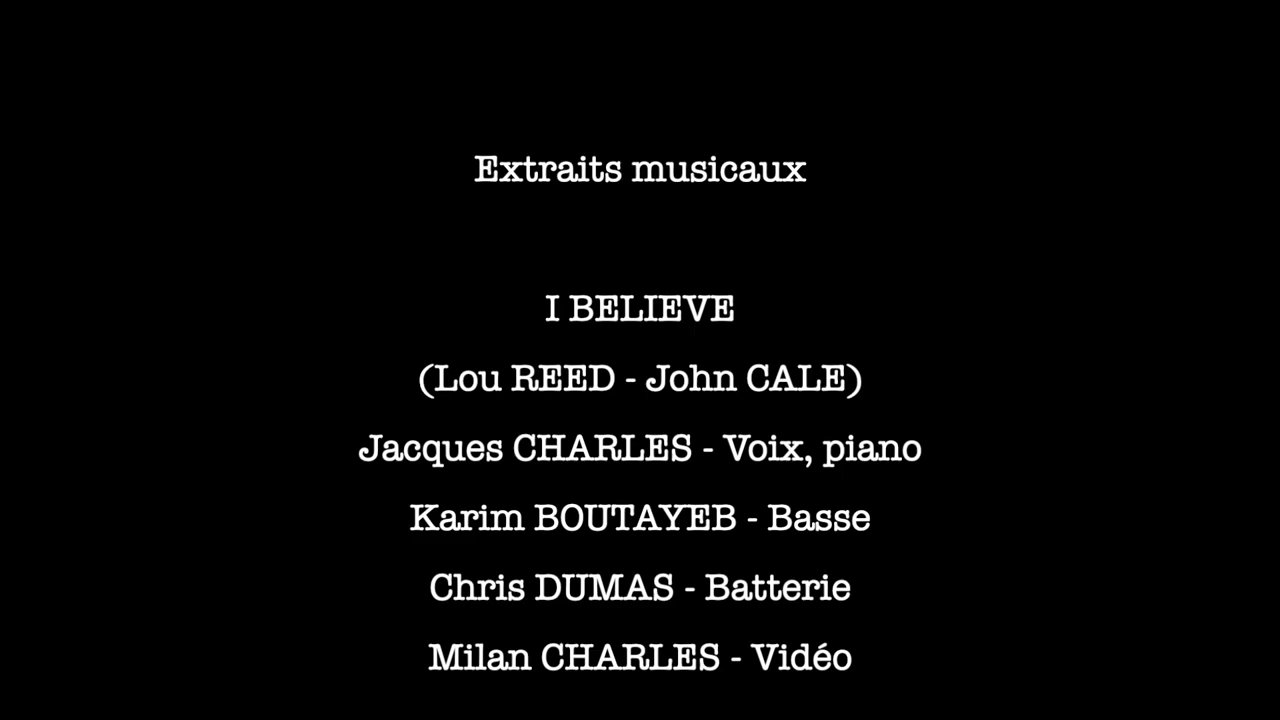 Extraits musicaux
I BELIEVE
(Lou REED - John CALE)
Jacques CHARLES - Voix, piano
Karim BOUTAYEB - Basse
Chris DUMAS - Batterie
Milan CHARLES - Vidéo